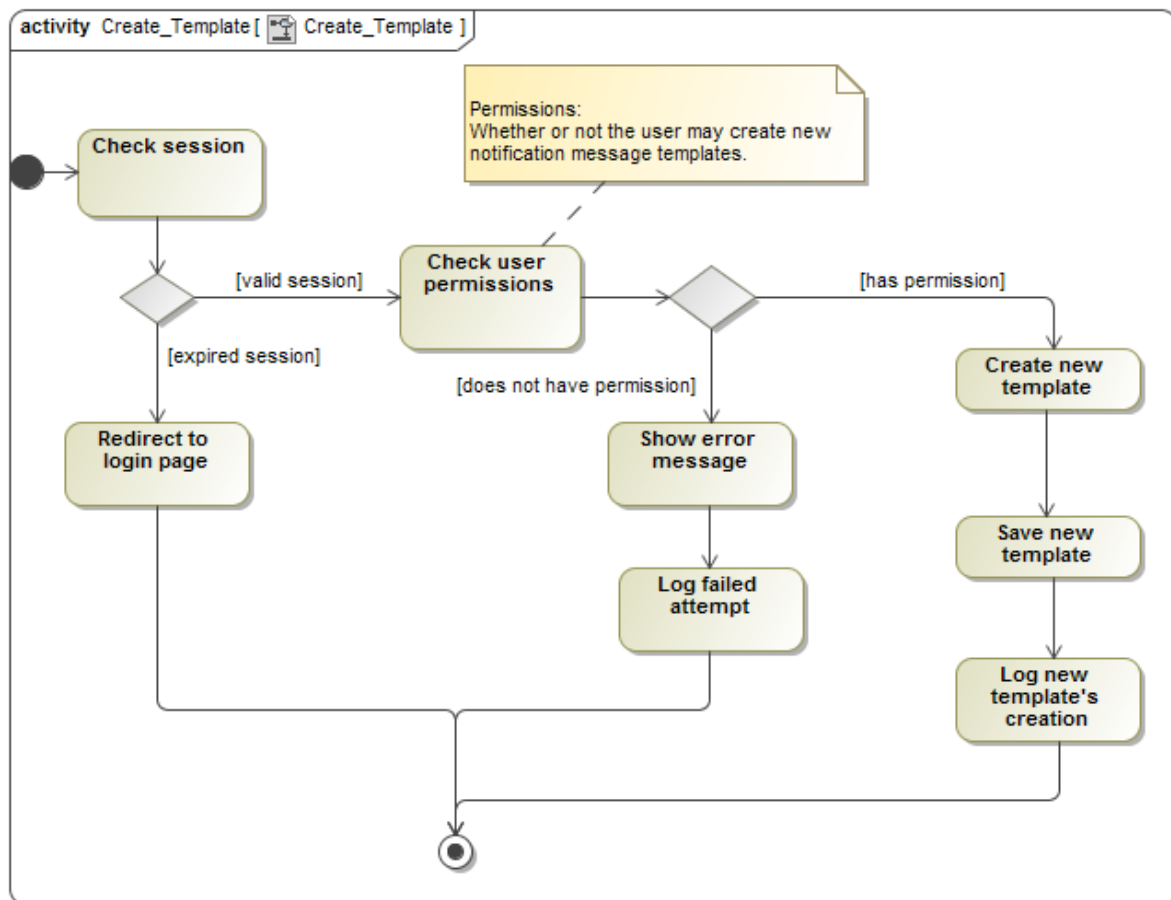 activity Create_Template [ Create_Template ]
Permissions:
Whether or not the user may create new
notification message templates.
Check session
[valid session]
Check user
permissions
[has permission]
[expired session]
[does not have permission]
Create new
template
Redirect to
login page
Show error
message
Save new
template
Log failed
attempt
Log new
template's
creation